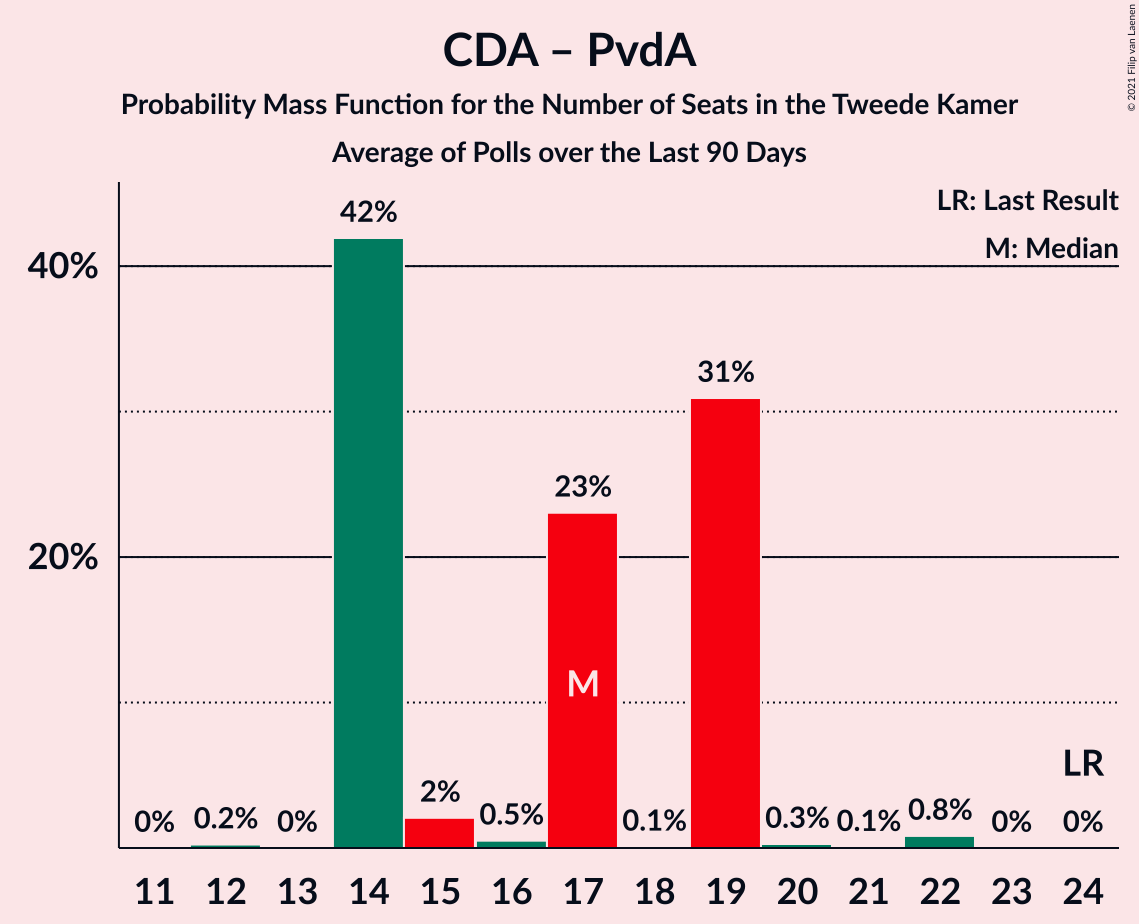 CDA – PvdA
Probability Mass Function for the Number of Seats in the Tweede Kamer
Average of Polls over the Last 90 Days
© 2021 Filip van Laenen
LR: Last Result
M: Median
40%
20%
0%
0.2%
0%
42%
2%
0.5%
23%
0.1%
31%
0.3%
0.1%
0.8%
0%
0%
M
LR
11 12 13 14 15 16 17 18 19 20 21 22 23 24